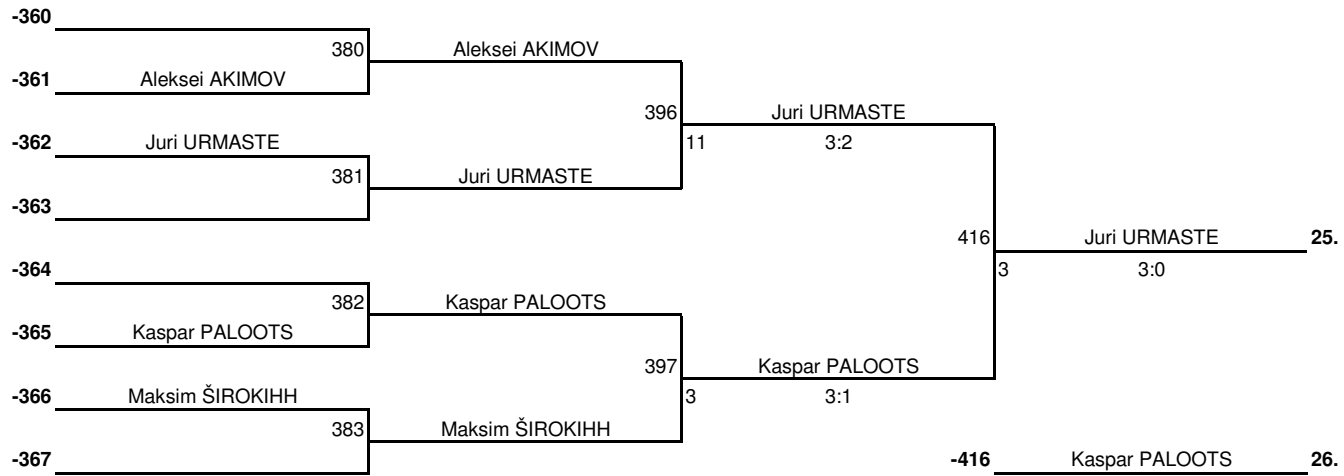 -360
380 Aleksei AKIMOV
-361 Aleksei AKIMOV
396 Juri URMASTE
-362 Juri URMASTE
11 3:2
381 Juri URMASTE
-363
416 Juri URMASTE 25.
-364
3 3:0
382 Kaspar PALOOTS
-365 Kaspar PALOOTS
397 Kaspar PALOOTS
-366 Maksim ŠIROKIHH
3 3:1
383 Maksim ŠIROKIHH
-367
-416 Kaspar PALOOTS 26.